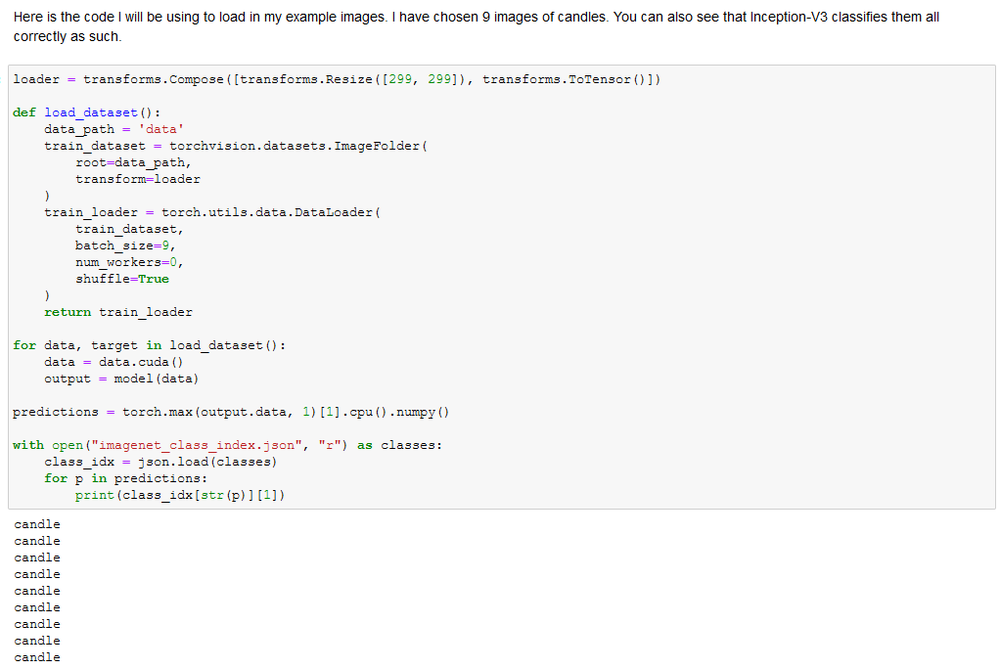 Here is the code I will be using to load in my example images. I have chosen 9 images of candles. You can also see that Inception-V3 classifies them all
correctly as such.
loader = transforms.Compose([transforms.Resize([299, 299]), transforms.ToTensor()])
def load_dataset():
    data_path = 'data'
    train_dataset = torchvision.datasets.ImageFolder(
        root=data_path,
        transform=loader
    )
    train_loader = torch.utils.data.DataLoader(
        train_dataset,
        batch_size=9,
        num_workers=0,
        shuffle=True
    )
    return train_loader
for data, target in load_dataset():
    data = data.cuda()
    output = model(data)
predictions = torch.max(output.data, 1)[1].cpu().numpy()
with open("imagenet_class_index.json", "r") as classes:
    class_idx = json.load(classes)
    for p in predictions:
        print(class_idx[str(p)][1])
candle
candle
candle
candle
candle
candle
candle
candle
candle